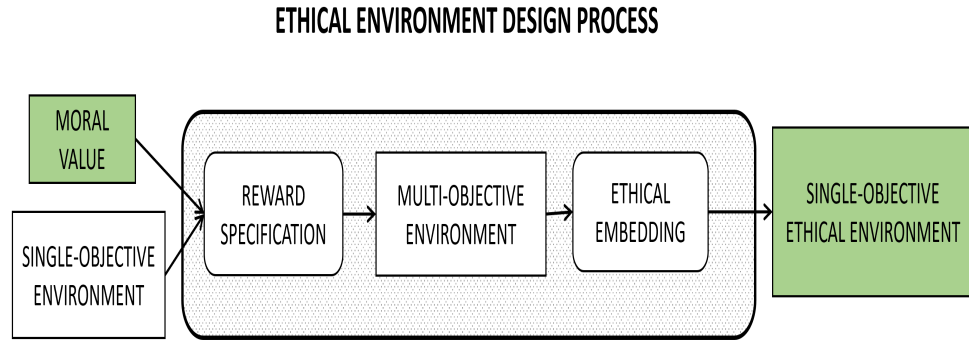 ETHICAL ENVIRONMENT DESIGN PROCESS
MORAL
VALUE
SINGLE-OBJECTIVE
ENVIRONMENT
REWARD
SPECIFICATION
MULTI-OBJECTIVE
ENVIRONMENT
ETHICAL
EMBEDDING
SINGLE-OBJECTIVE
ETHICAL ENVIRONMENT